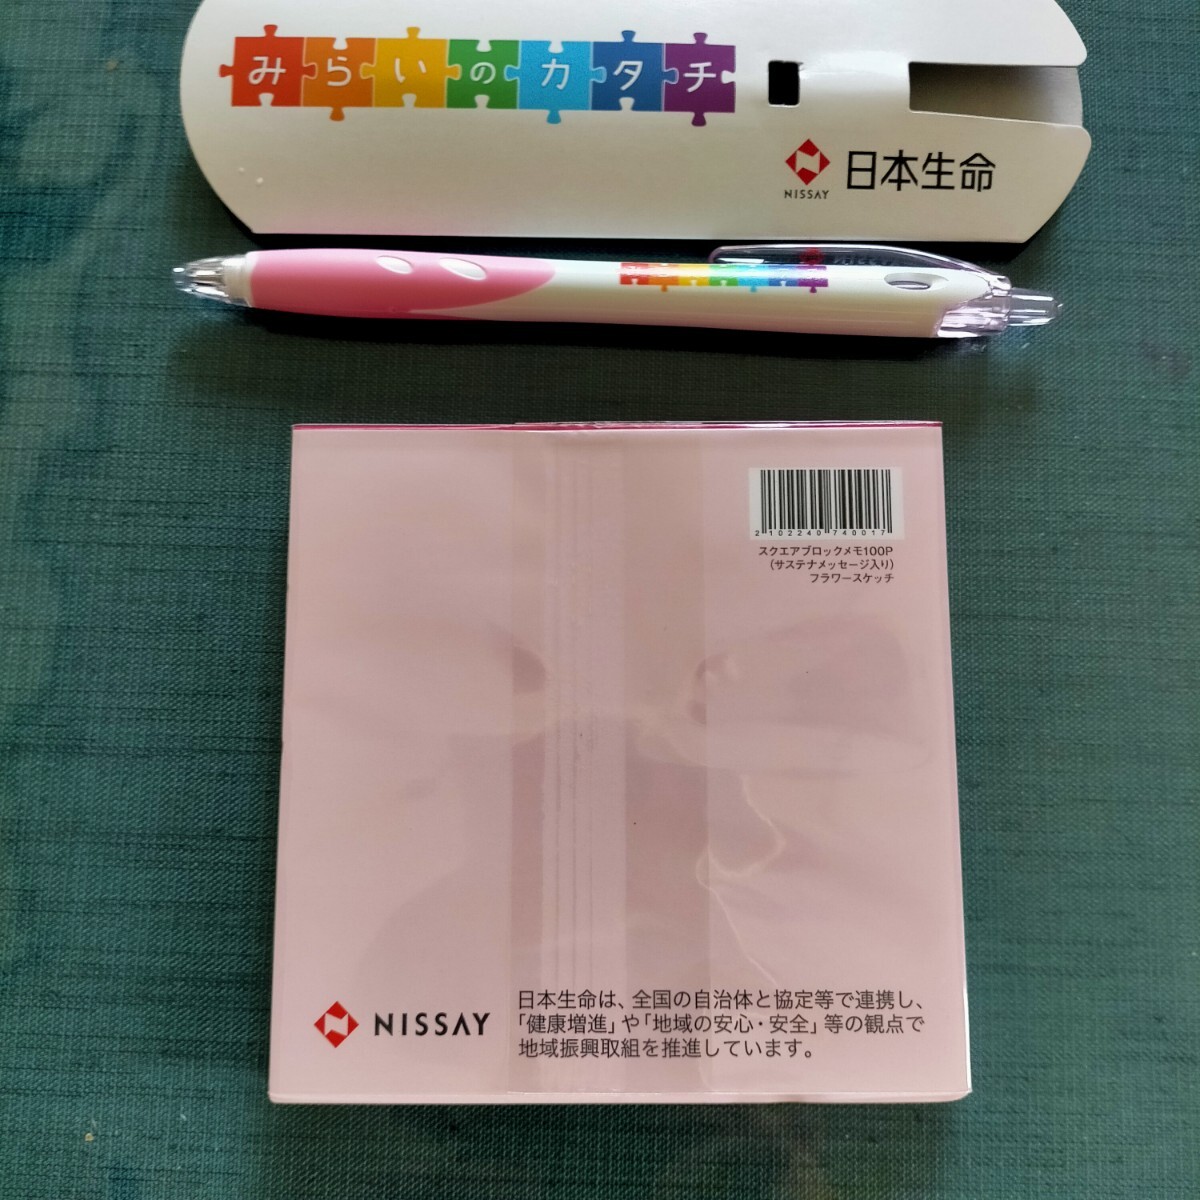 みらいのカタチ
NISSAY
日本生命
2102240740017
スクエアブロックメモ100P
(サステナメッセージ入り)
フラワースケッチ
NISSAY
日本生命は、全国の自治体と協定等で連携し、
「健康増進」や「地域の安心・安全」等の観点で
地域振興取組を推進しています。